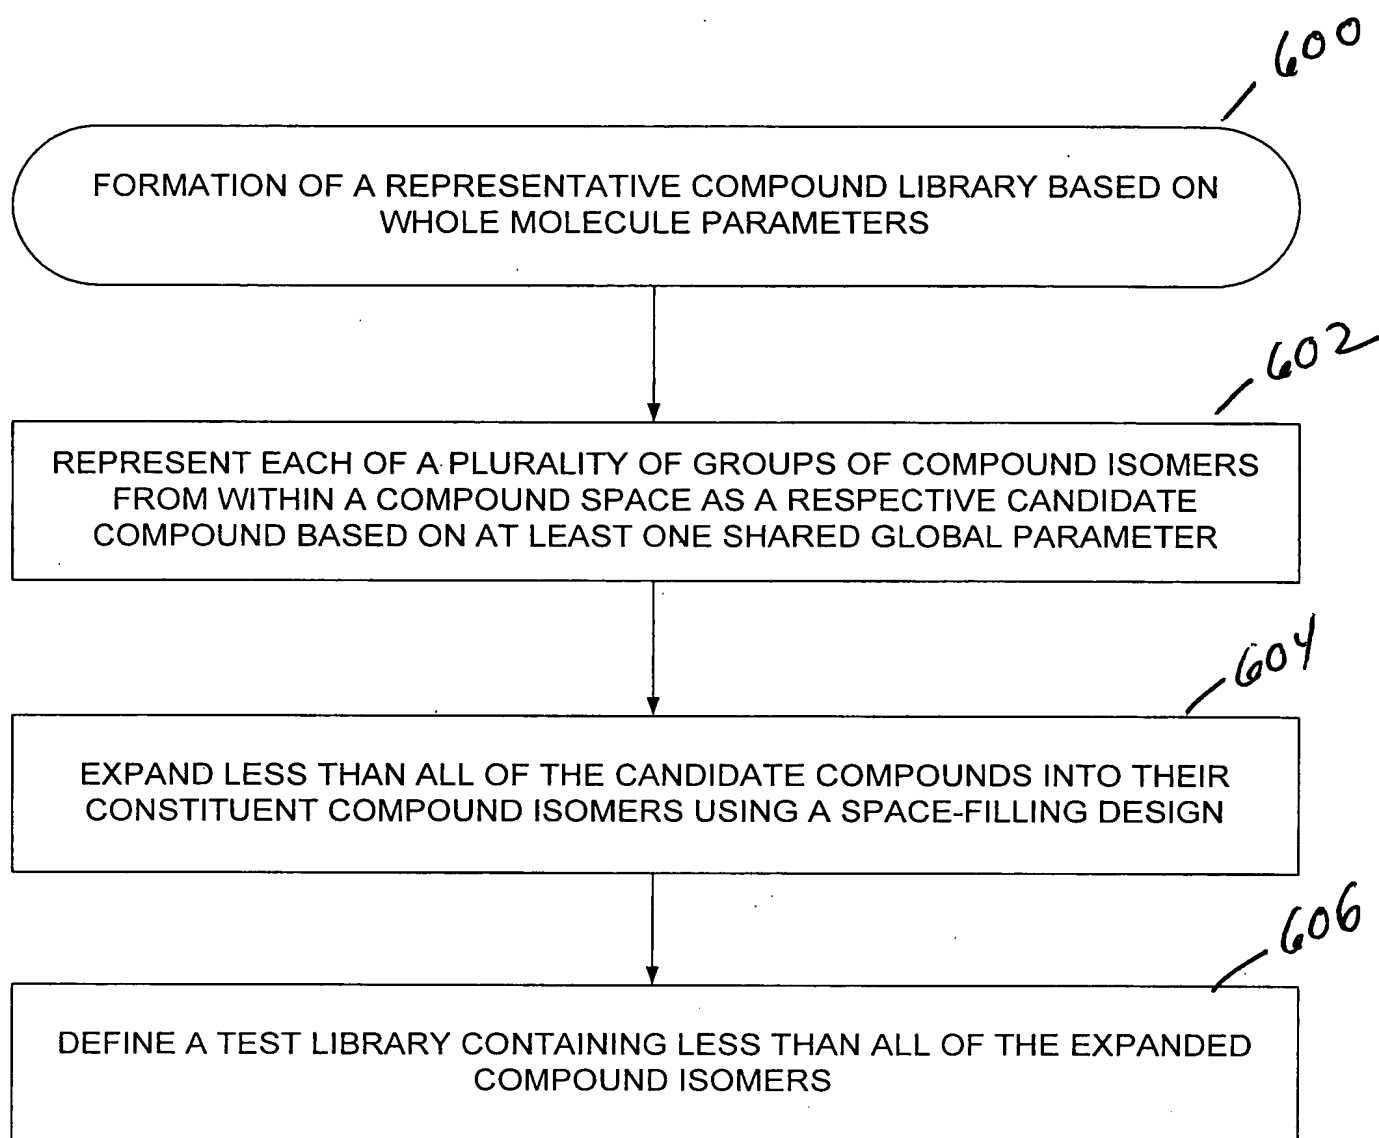 600
FORMATION OF A REPRESENTATIVE COMPOUND LIBRARY BASED ON
WHOLE MOLECULE PARAMETERS
602
REPRESENT EACH OF A PLURALITY OF GROUPS OF COMPOUND ISOMERS
FROM WITHIN A COMPOUND SPACE AS A RESPECTIVE CANDIDATE
COMPOUND BASED ON AT LEAST ONE SHARED GLOBAL PARAMETER
604
EXPAND LESS THAN ALL OF THE CANDIDATE COMPOUNDS INTO THEIR
CONSTITUENT COMPOUND ISOMERS USING A SPACE-FILLING DESIGN
606
DEFINE A TEST LIBRARY CONTAINING LESS THAN ALL OF THE EXPANDED
COMPOUND ISOMERS